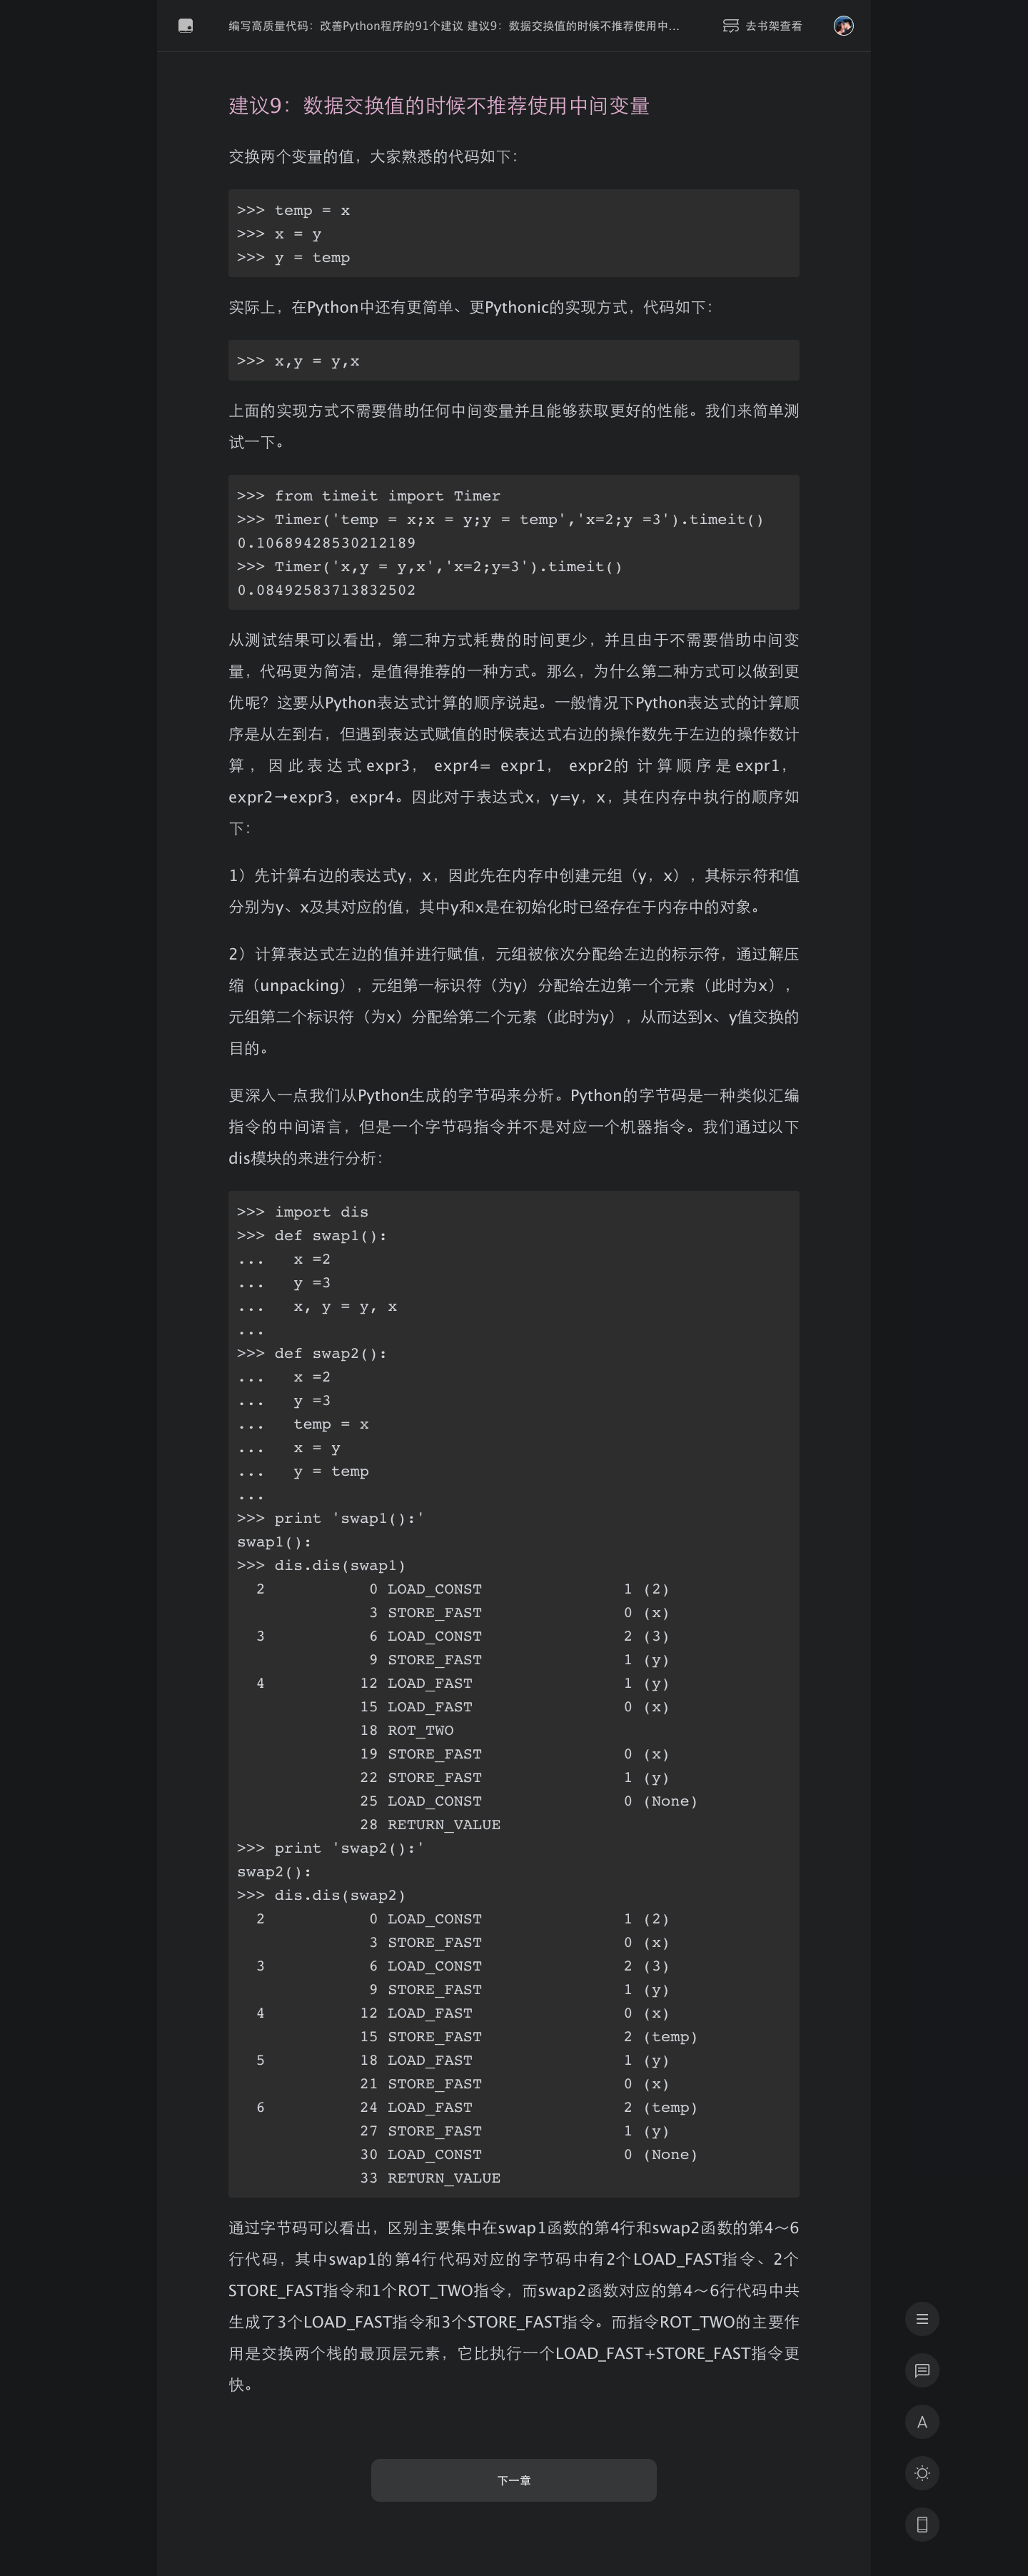 编写高质量代码：改善Python程序的91个建议 建议9：数据交换值的时候不推荐使用中...
去书架查看
建议9：数据交换值的时候不推荐使用中间变量
交换两个变量的值，大家熟悉的代码如下：
>>> temp = x
>>> x = y
>>> y = temp
实际上，在Python中还有更简单、更Pythonic的实现方式，代码如下：
>>> x,y = y,x
上面的实现方式不需要借助任何中间变量并且能够获取更好的性能。我们来简单测
试一下。
>>> from timeit import Timer
>>> Timer('temp = x;x = y;y = temp','x=2;y =3').timeit()
0.10689428530212189
>>> Timer('x,y = y,x','x=2;y=3').timeit()
0.08492583713832502
从测试结果可以看出，第二种方式耗费的时间更少，并且由于不需要借助中间变
量，代码更为简洁，是值得推荐的一种方式。那么，为什么第二种方式可以做到更
优呢？这要从Python表达式计算的顺序说起。一般情况下Python表达式的计算顺
序是从左到右，但遇到表达式赋值的时候表达式右边的操作数先于左边的操作数计
算，因此表达式expr3，expr4= expr1，expr2的计算顺序是expr1，
expr2→expr3，expr4。因此对于表达式x，y=y，x，其在内存中执行的顺序如
下：
1）先计算右边的表达式y，x，因此先在内存中创建元组（y，x），其标示符和值
分别为y、x及其对应的值，其中y和x是在初始化时已经存在于内存中的对象。
2）计算表达式左边的值并进行赋值，元组被依次分配给左边的标示符，通过解压
缩（unpacking），元组第一标识符（为y）分配给左边第一个元素（此时为x），
元组第二个标识符（为x）分配给第二个元素（此时为y），从而达到x、y值交换的
目的。
更深入一点我们从Python生成的字节码来分析。Python的字节码是一种类似汇编
指令的中间语言，但是一个字节码指令并不是对应一个机器指令。我们通过以下
dis模块的来进行分析：
>>> import dis
>>> def swap1():
...   x =2
...   y =3
...   x, y = y, x
...
>>> def swap2():
...   x =2
...   y =3
...   temp = x
...   x = y
...   y = temp
...
>>> print 'swap1():'
swap1():
>>> dis.dis(swap1)
2 0 LOAD_CONST 1 (2)
3 STORE_FAST 0 (x)
3 6 LOAD_CONST 2 (3)
9 STORE_FAST 1 (y)
4 12 LOAD_FAST 1 (y)
15 LOAD_FAST 0 (x)
18 ROT_TWO
19 STORE_FAST 0 (x)
22 STORE_FAST 1 (y)
25 LOAD_CONST 0 (None)
28 RETURN_VALUE
>>> print 'swap2():'
swap2():
>>> dis.dis(swap2)
2 0 LOAD_CONST 1 (2)
3 STORE_FAST 0 (x)
3 6 LOAD_CONST 2 (3)
9 STORE_FAST 1 (y)
4 12 LOAD_FAST 0 (x)
15 STORE_FAST 2 (temp)
5 18 LOAD_FAST 1 (y)
21 STORE_FAST 0 (x)
6 24 LOAD_FAST 2 (temp)
27 STORE_FAST 1 (y)
30 LOAD_CONST 0 (None)
33 RETURN_VALUE
通过字节码可以看出，区别主要集中在swap1函数的第4行和swap2函数的第4～6
行代码，其中swap1的第4行代码对应的字节码中有2个LOAD_FAST指令、2个
STORE_FAST指令和1个ROT_TWO指令，而swap2函数对应的第4～6行代码中共
生成了3个LOAD_FAST指令和3个STORE_FAST指令。而指令ROT_TWO的主要作
用是交换两个栈的最顶层元素，它比执行一个LOAD_FAST+STORE_FAST指令更
快。
A
下一章